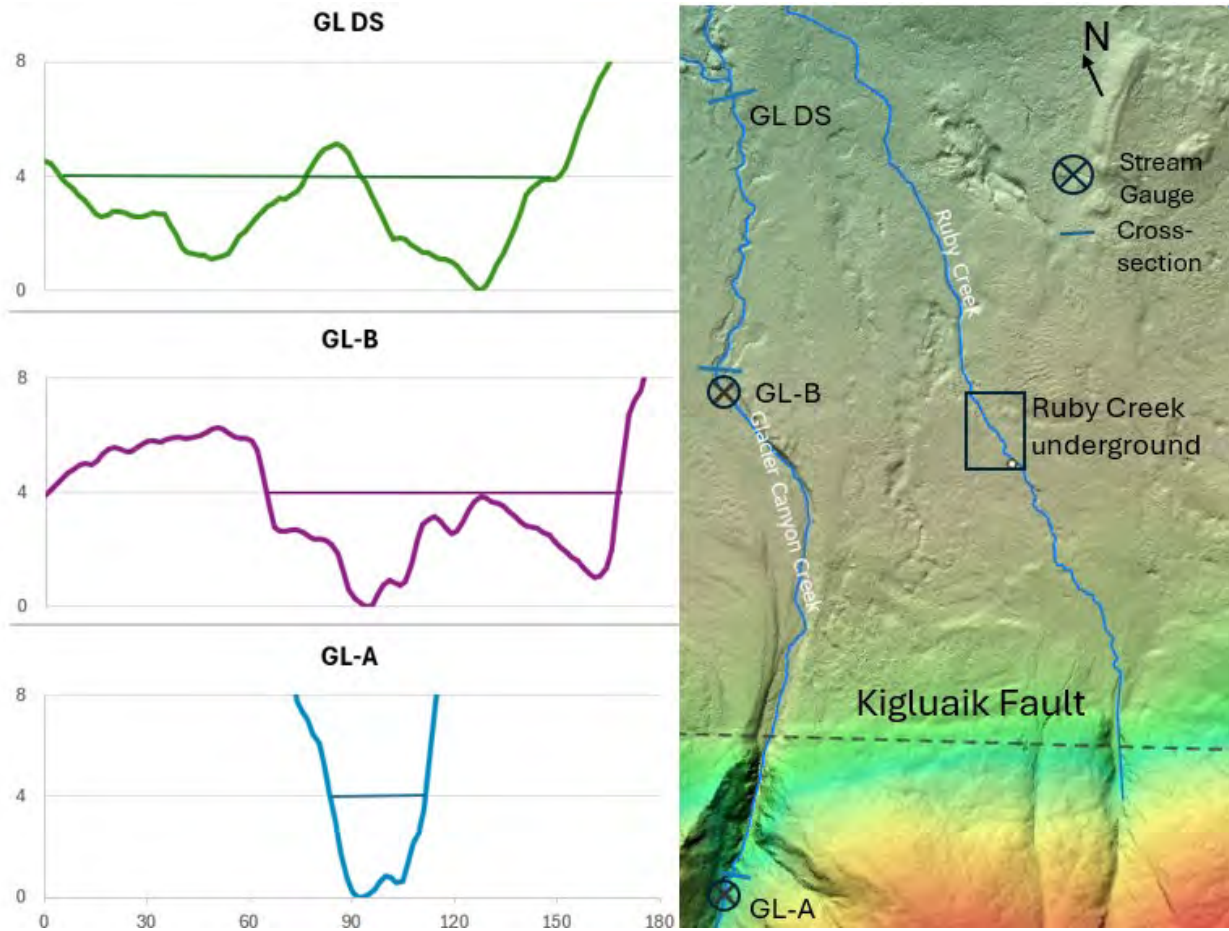 GL DS
8
4
0
GL-B
8
4
0
GL-A
8
4
0
0 30 60 90 120 150 180
N
GL DS
Stream
Gauge
Cross-
section
Ruby Creek
GL-B
Glacier Canyon Creek
Ruby Creek
underground
Kigluaik Fault
GL-A